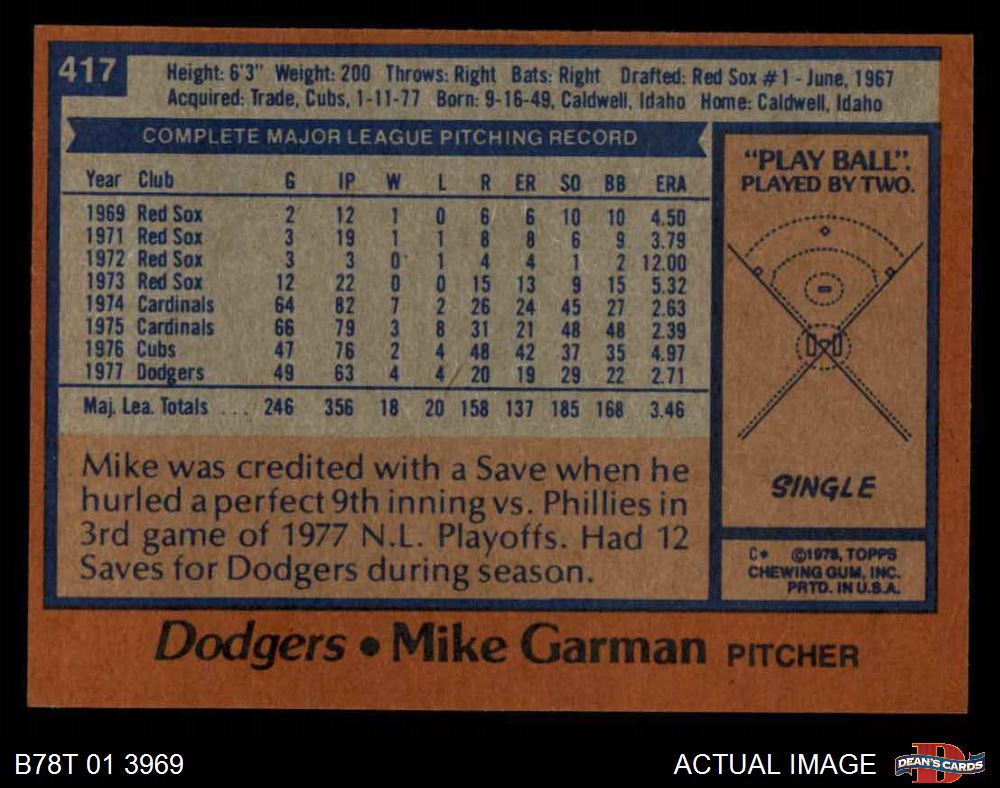 417
Height: 6'3" Weight: 200 Throws: Right Bats: Right Drafted: Red Sox #1 - June, 1967
Acquired: Trade, Cubs, 1-11-77 Born: 9-16-49, Caldwell, Idaho Home: Caldwell, Idaho
COMPLETE MAJOR LEAGUE PITCHING RECORD
Year Club G IP W L R ER SO BB ERA
1969 Red Sox 2 12 1 0 6 6 10 10 4.50
1971 Red Sox 3 19 1 1 8 8 6 9 3.79
1972 Red Sox 3 3 0 1 4 4 1 2 12.00
1973 Red Sox 12 22 0 0 15 13 9 15 5.32
1974 Cardinals 64 82 7 2 26 24 45 27 2.63
1975 Cardinals 66 79 3 8 31 21 48 48 2.39
1976 Cubs 47 76 2 4 48 42 37 35 4.97
1977 Dodgers 49 63 4 4 20 19 29 22 2.71
Maj. Lea. Totals ... 246 356 18 20 158 137 185 168 3.46
Mike was credited with a Save when he
hurled a perfect 9th inning vs. Phillies in
3rd game of 1977 N.L. Playoffs. Had 12
Saves for Dodgers during season.
"PLAY BALL":
PLAYED BY TWO.
SINGLE
C* ©1978, TOPPS
CHEWING GUM, INC.
PRTD. IN U.S.A.
Dodgers • Mike Garman PITCHER
B78T 01 3969
ACTUAL IMAGE
D
DEAN'S CARDS